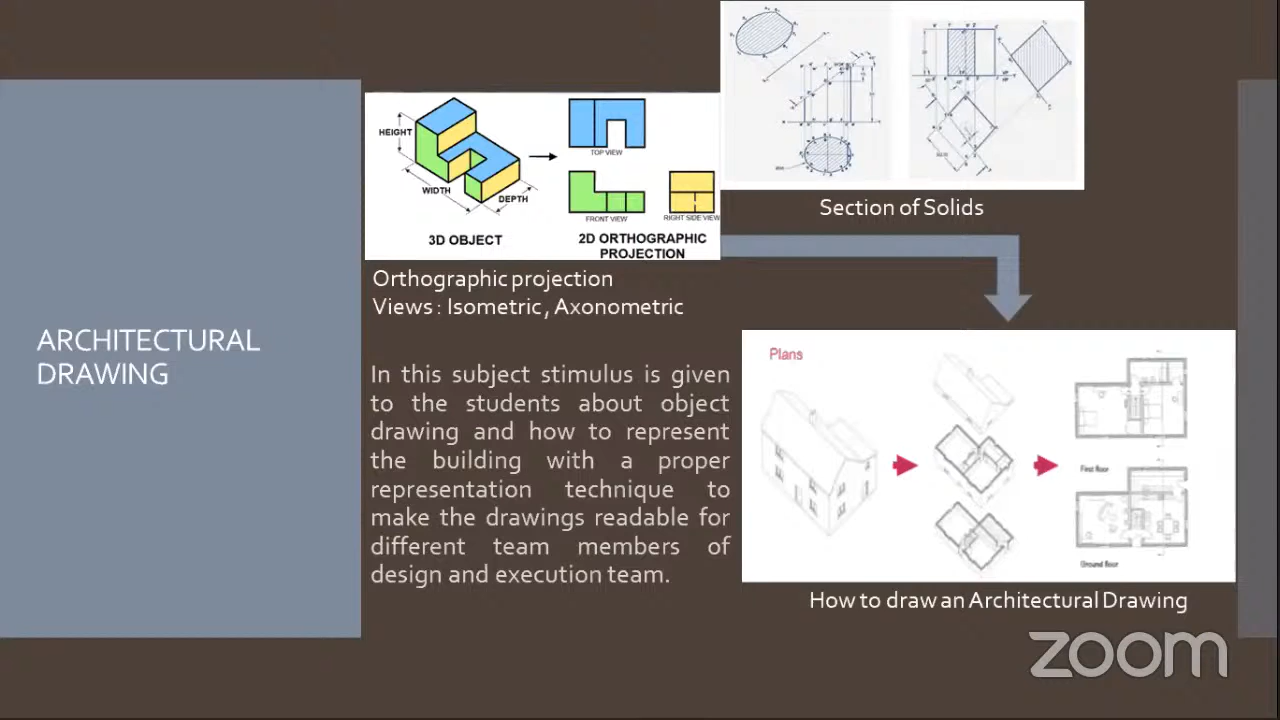 ARCHITECTURAL
DRAWING
HEIGHT
WIDTH
DEPTH
3D OBJECT
TOP VIEW
FRONT VIEW
RIGHT SIDE VIEW
2D ORTHOGRAPHIC
PROJECTION
Orthographic projection
Views : Isometric , Axonometric
In this subject stimulus is given
to the students about object
drawing and how to represent
the building with a proper
representation technique to
make the drawings readable for
different team members of
design and execution team.
Section of Solids
Plans
First floor
Ground floor
How to draw an Architectural Drawing
zoom